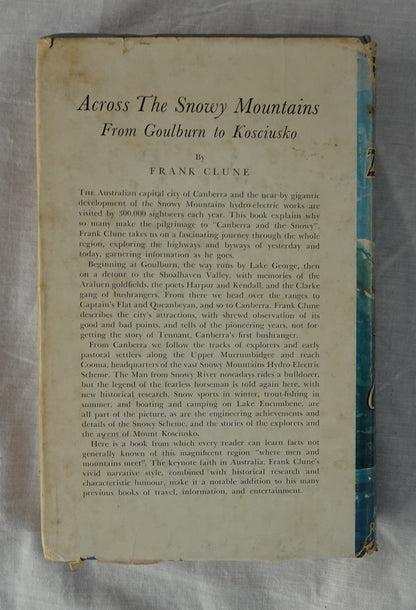 Across The Snowy Mountains
From Goulburn to Kosciusko
By
FRANK CLUNE
THE Australian capital city of Canberra and the near-by gigantic
development of the Snowy Mountains hydro-electric works are
visited by 300,000 sightseers each year. This book explains why
so many make the pilgrimage to "Canberra and the Snowy".
Frank Clune takes us on a fascinating journey through the whole
region, exploring the highways and byways of yesterday and
today, garnering information as he goes.
Beginning at Goulburn, the way runs by Lake George, then
on a detour to the Shoalhaven Valley, with memories of the
Araluen goldfields, the poets Harpur and Kendall, and the Clarke
gang of bushrangers. From there we head over the ranges to
Captain's Flat and Queanbeyan, and so to Canberra. Frank Clune
describes the city's attractions, with shrewd observation of its
good and bad points, and tells of the pioneering years, not for-
getting the story of Tennant, Canberra's first bushranger.
From Canberra we follow the tracks of explorers and early
pastoral settlers along the Upper Murrumbidgee and reach
Cooma, headquarters of the vast Snowy Mountains Hydro-Electric
Scheme. The Man from Snowy River nowadays rides a bulldozer,
but the legend of the fearless horseman is told again here, with
new historical research. Snow sports in winter, trout-fishing in
summer, and boating and camping on Lake Eucumbene, are
all part of the picture, as are the engineering achievements and
details of the Snowy Scheme, and the stories of the explorers and
the ascent of Mount Kosciusko.
Here is a book from which every reader can learn facts not
generally known of this magnificent region "where men and
mountains meet". The keynote faith in Australia. Frank Clune's
vivid narrative style, combined with historical research and
characteristic humour, make it a notable addition to his many
previous books of travel, information, and entertainment.